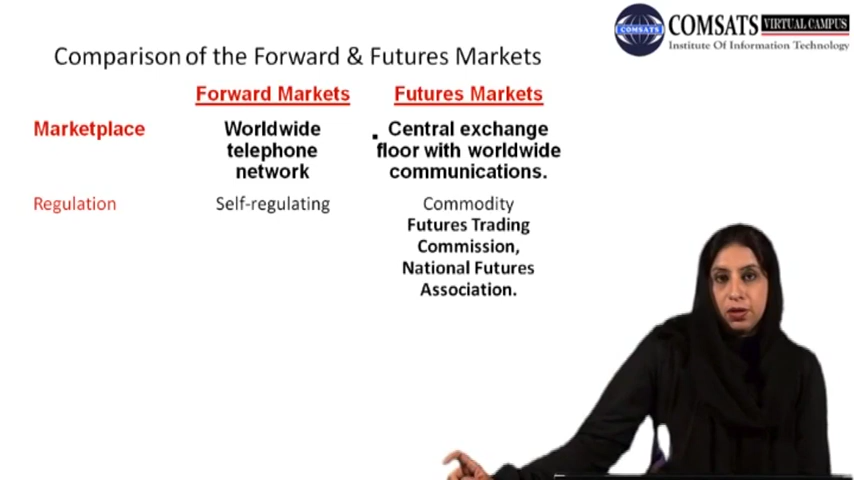 COMSATS
COMSATS VIRTUAL CAMPUS
Institute Of Information Technology
Comparison of the Forward & Futures Markets
Forward Markets Futures Markets
Marketplace Worldwide Central exchange
telephone floor with worldwide
network communications.
Regulation Self-regulating Commodity
Futures Trading
Commission,
National Futures
Association.